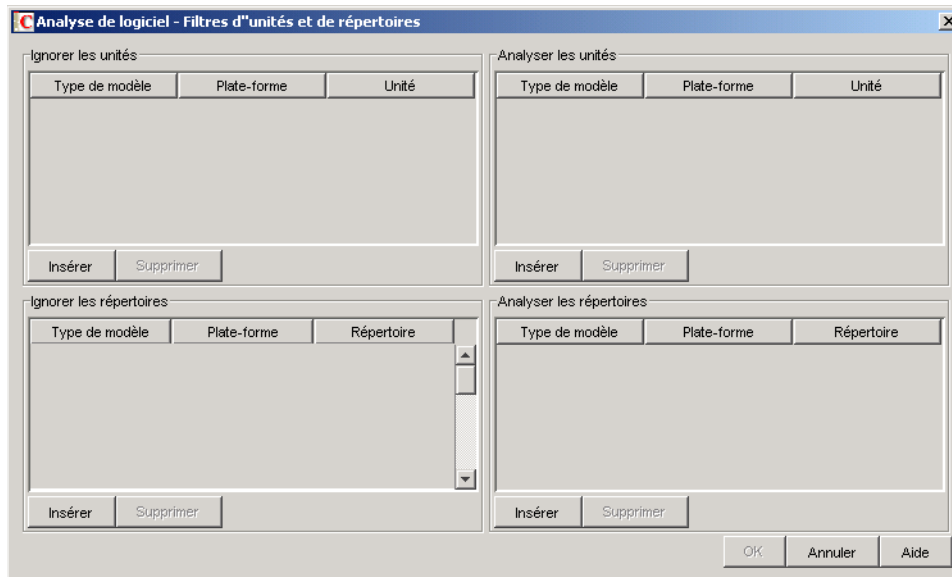 Analyse de logiciel - Filtres d"unités et de répertoires
Ignorer les unités
Type de modèle Plate-forme Unité
Insérer Supprimer
Analyser les unités
Type de modèle Plate-forme Unité
Insérer Supprimer
Ignorer les répertoires
Type de modèle Plate-forme Répertoire
Insérer Supprimer
Analyser les répertoires
Type de modèle Plate-forme Répertoire
Insérer Supprimer
OK Annuler Aide